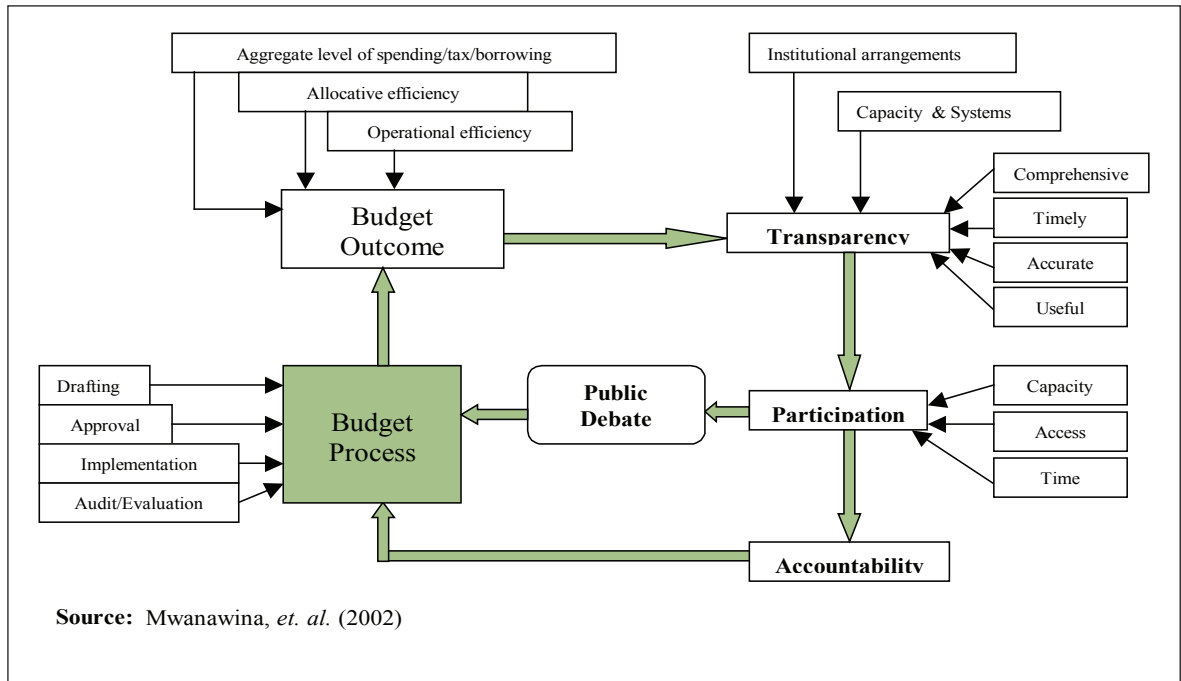 Aggregate level of spending/tax/borrowing
Allocative efficiency
Operational efficiency
Institutional arrangements
Capacity & Systems
Comprehensive
Timely
Accurate
Useful
Budget
Outcome
Transparency
Drafting
Approval
Implementation
Audit/Evaluation
Budget
Process
Public
Debate
Participation
Capacity
Access
Time
Accountability
Source: Mwanawina, et. al. (2002)